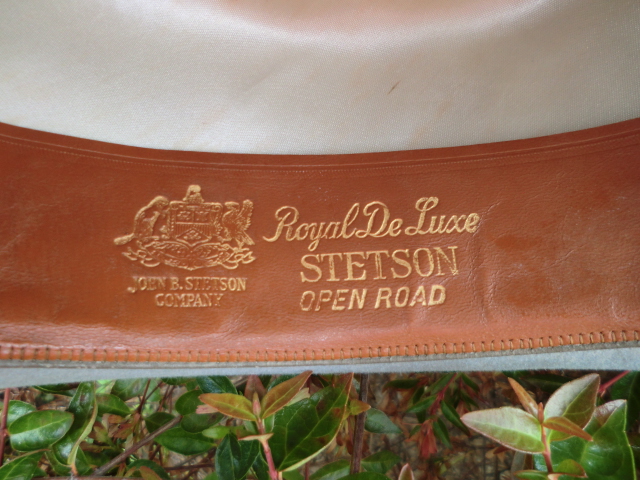 JOHN B. STETSON
COMPANY
Royal De Luxe
STETSON
OPEN ROAD